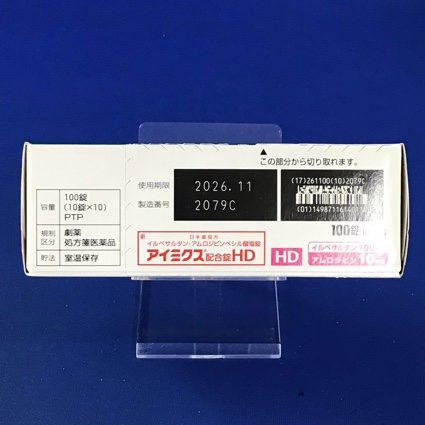 ▲
この部分から切り取れます。
使用期限 2026.11
製造番号 2079C
(17)261100(10)2079C
容量 100錠
(10錠×10)
PTP
規制区分 劇薬
処方箋医薬品
貯法 室温保存
日本薬局方
イルベサルタン・アムロジピンベシル酸塩錠
アイミクス®配合錠HD
100錠
HD
イルベサルタン 100mg
アムロジピン 10mg